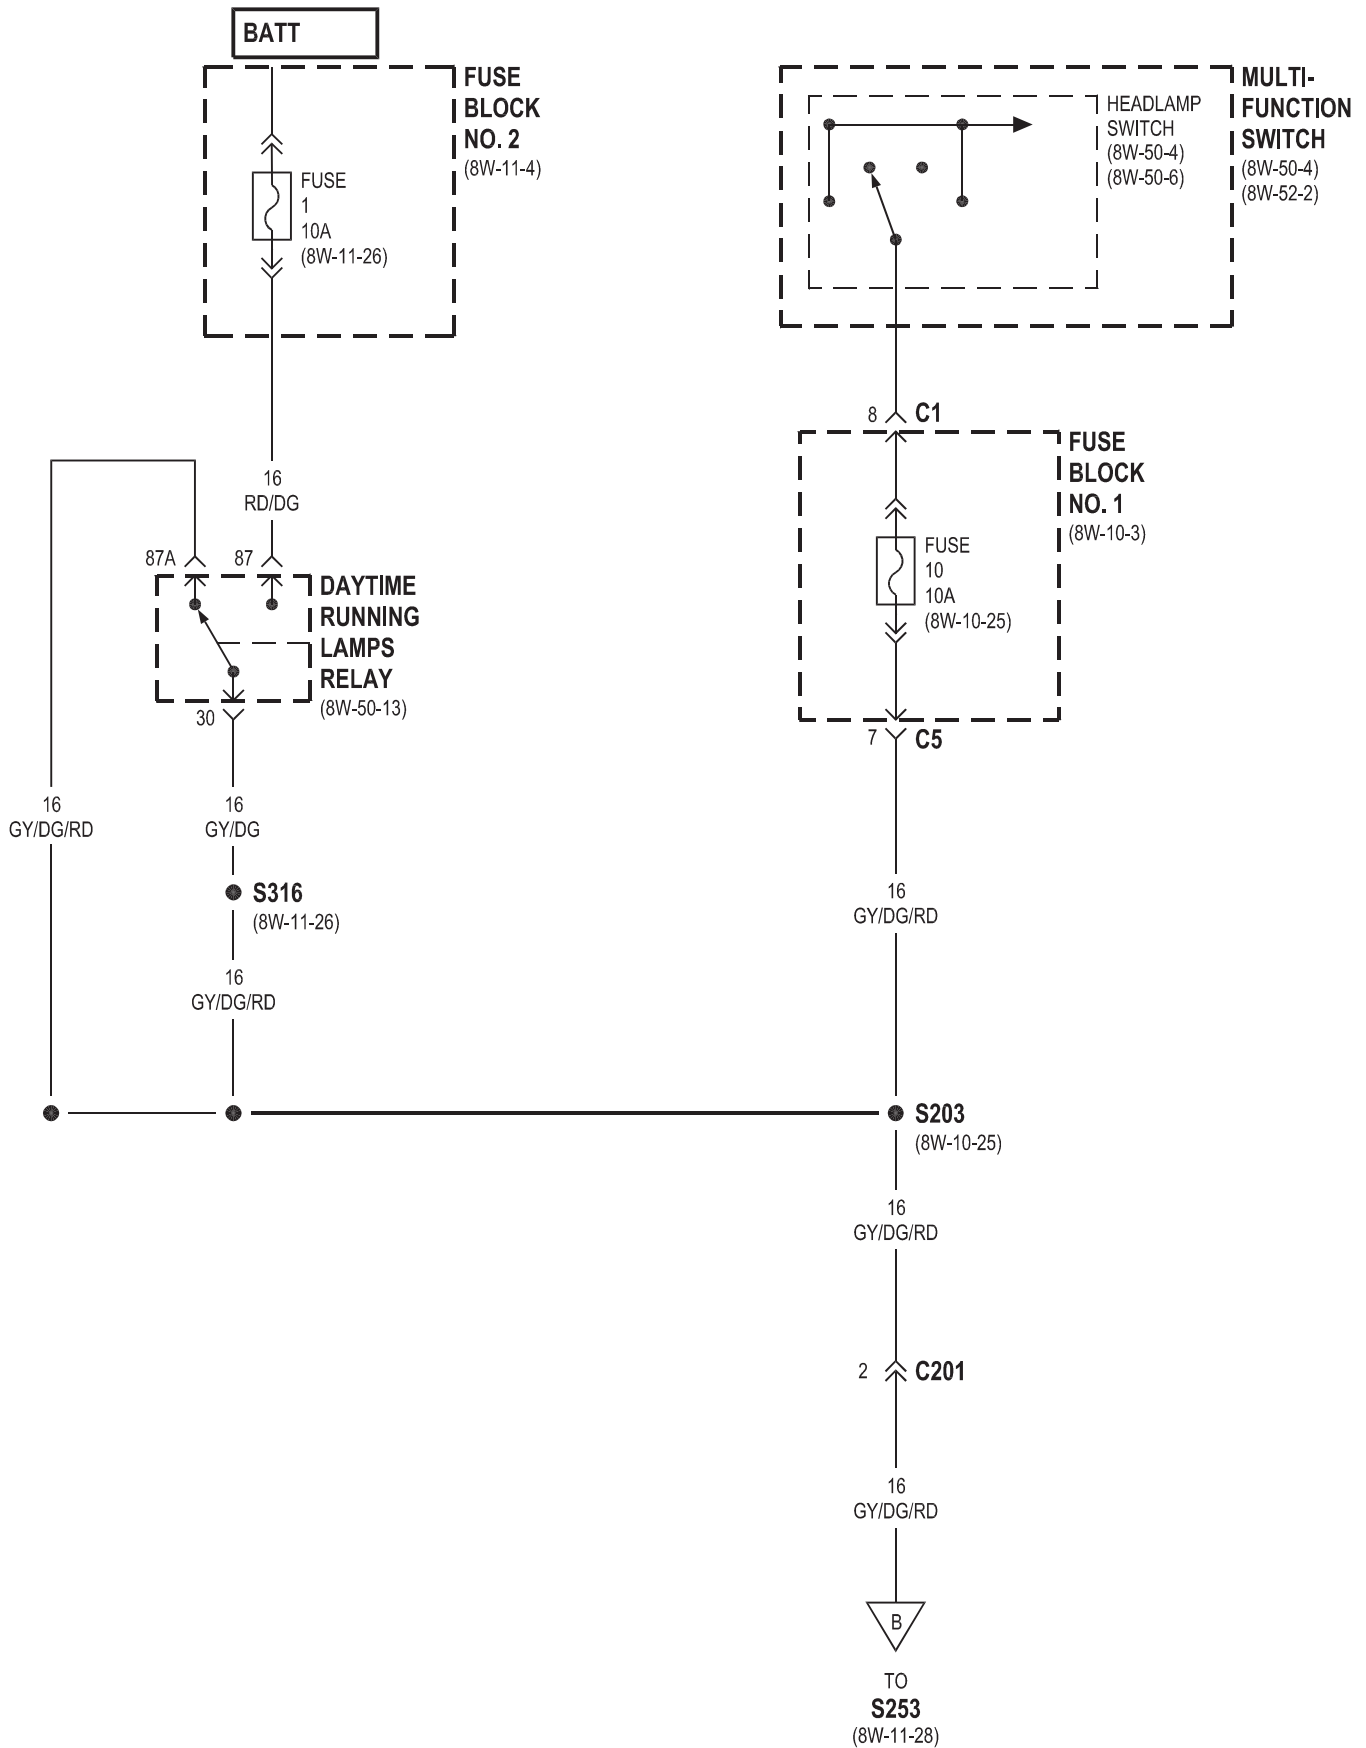 BATT
FUSE
BLOCK
NO. 2
(8W-11-4)
FUSE
1
10A
(8W-11-26)
MULTI-
FUNCTION
SWITCH
(8W-50-4)
(8W-52-2)
HEADLAMP
SWITCH
(8W-50-4)
(8W-50-6)
8
C1
FUSE
BLOCK
NO. 1
(8W-10-3)
FUSE
10
10A
(8W-10-25)
7
C5
16
RD/DG
87A
87
DAYTIME
RUNNING
LAMPS
RELAY
(8W-50-13)
30
16
GY/DG/RD
16
GY/DG
S316
(8W-11-26)
16
GY/DG/RD
16
GY/DG/RD
S203
(8W-10-25)
16
GY/DG/RD
2
C201
16
GY/DG/RD
B
TO
S253
(8W-11-28)